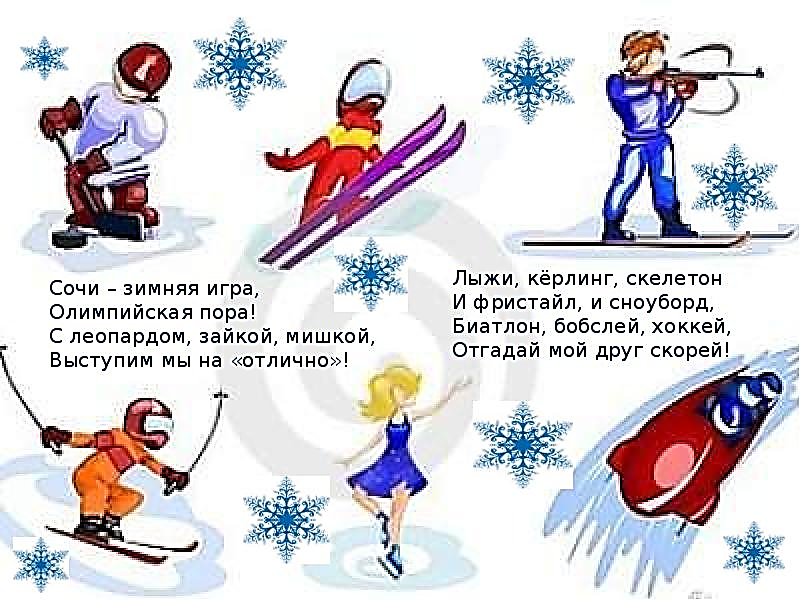 Сочи – зимняя игра,
Олимпийская пора!
С леопардом, зайкой, мишкой,
Выступим мы на «отлично»!
Лыжи, кёрлинг, скелетон
И фристайл, и сноуборд,
Биатлон, бобслей, хоккей,
Отгадай мой друг скорей!